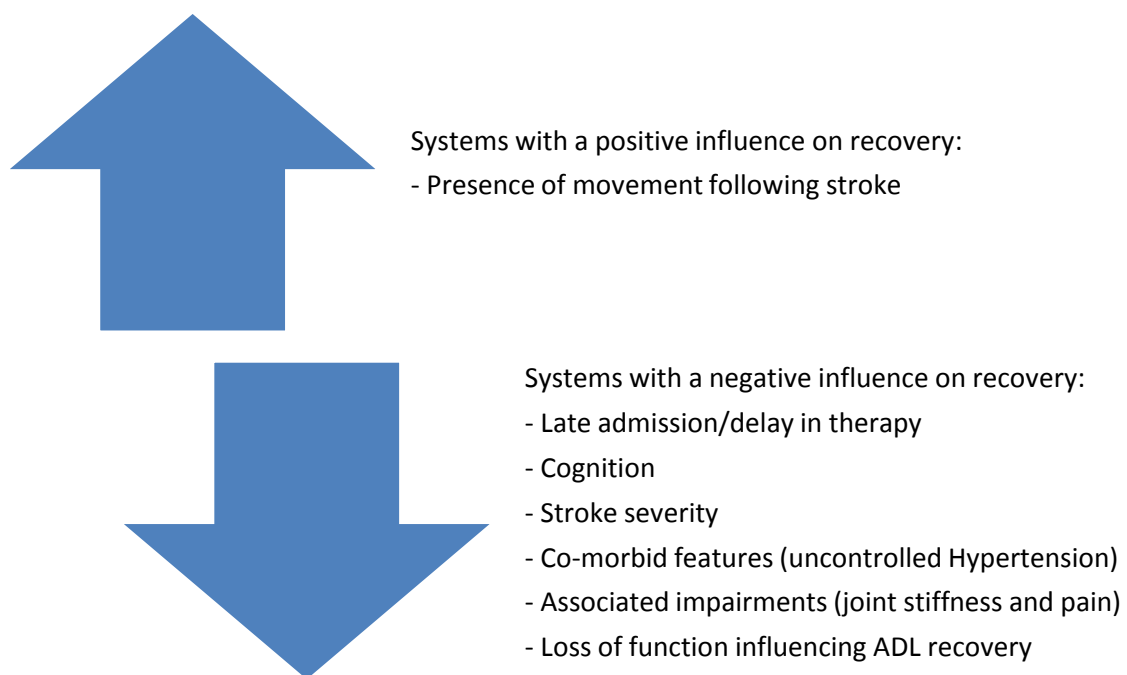 Systems with a positive influence on recovery:
- Presence of movement following stroke
Systems with a negative influence on recovery:
- Late admission/delay in therapy
- Cognition
- Stroke severity
- Co-morbid features (uncontrolled Hypertension)
- Associated impairments (joint stiffness and pain)
- Loss of function influencing ADL recovery